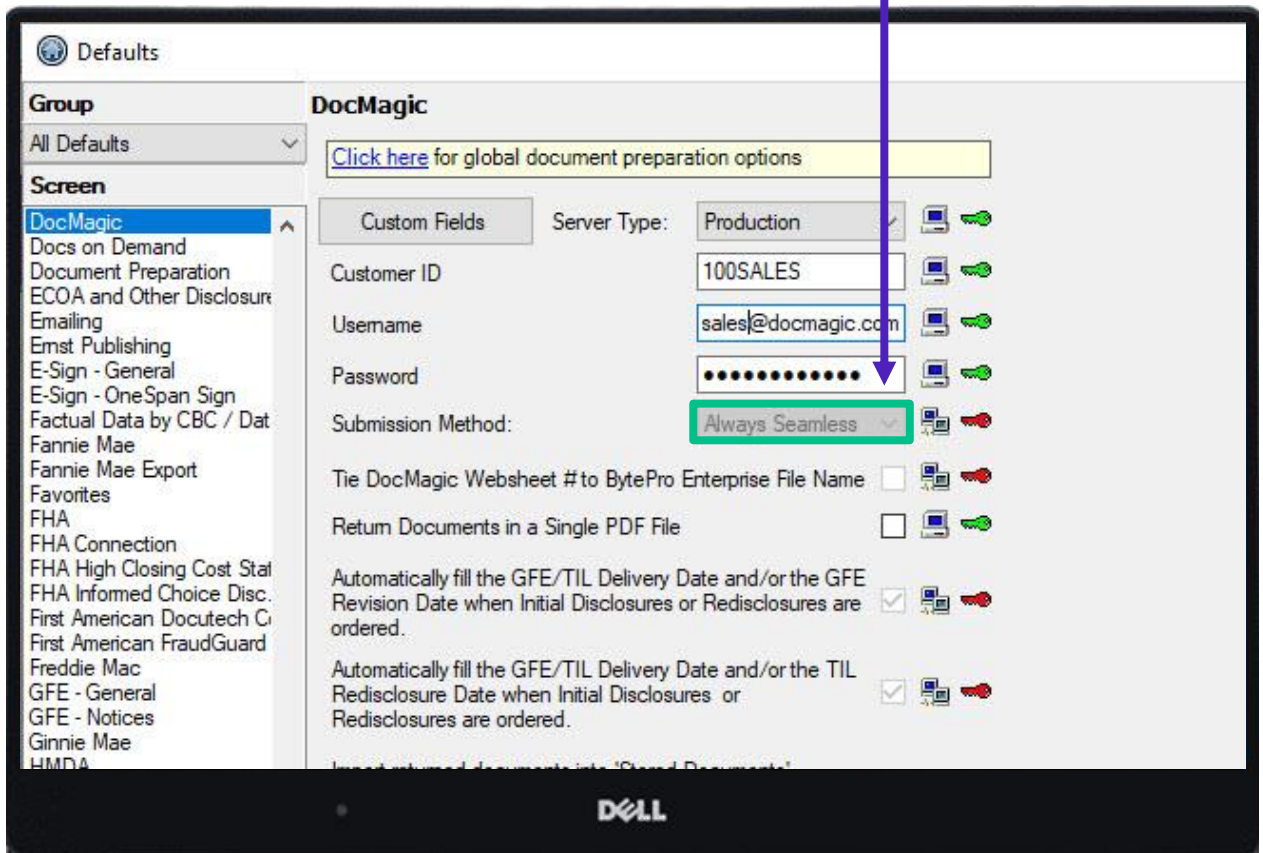 Defaults
Group
All Defaults
Screen
DocMagic
Docs on Demand
Document Preparation
ECOA and Other Disclosure
Emailing
Ernst Publishing
E-Sign - General
E-Sign - OneSpan Sign
Factual Data by CBC / Dat
Fannie Mae
Fannie Mae Export
Favorites
FHA
FHA Connection
FHA High Closing Cost Stat
FHA Informed Choice Disc.
First American Docutech C
First American FraudGuard
Freddie Mac
GFE - General
GFE - Notices
Ginnie Mae
HMDA
DocMagic
Click here for global document preparation options
Custom Fields Server Type: Production
Customer ID 100SALES
Username sales@docmagic.com
Password ••••••••••••
Submission Method: Always Seamless
Tie DocMagic Websheet # to BytePro Enterprise File Name
Return Documents in a Single PDF File
Automatically fill the GFE/TIL Delivery Date and/or the GFE
Revision Date when Initial Disclosures or Redisclosures are
ordered.
Automatically fill the GFE/TIL Delivery Date and/or the TIL
Redisclosure Date when Initial Disclosures or
Redisclosures are ordered.
Import returned documents into 'Stored Documents'
DELL